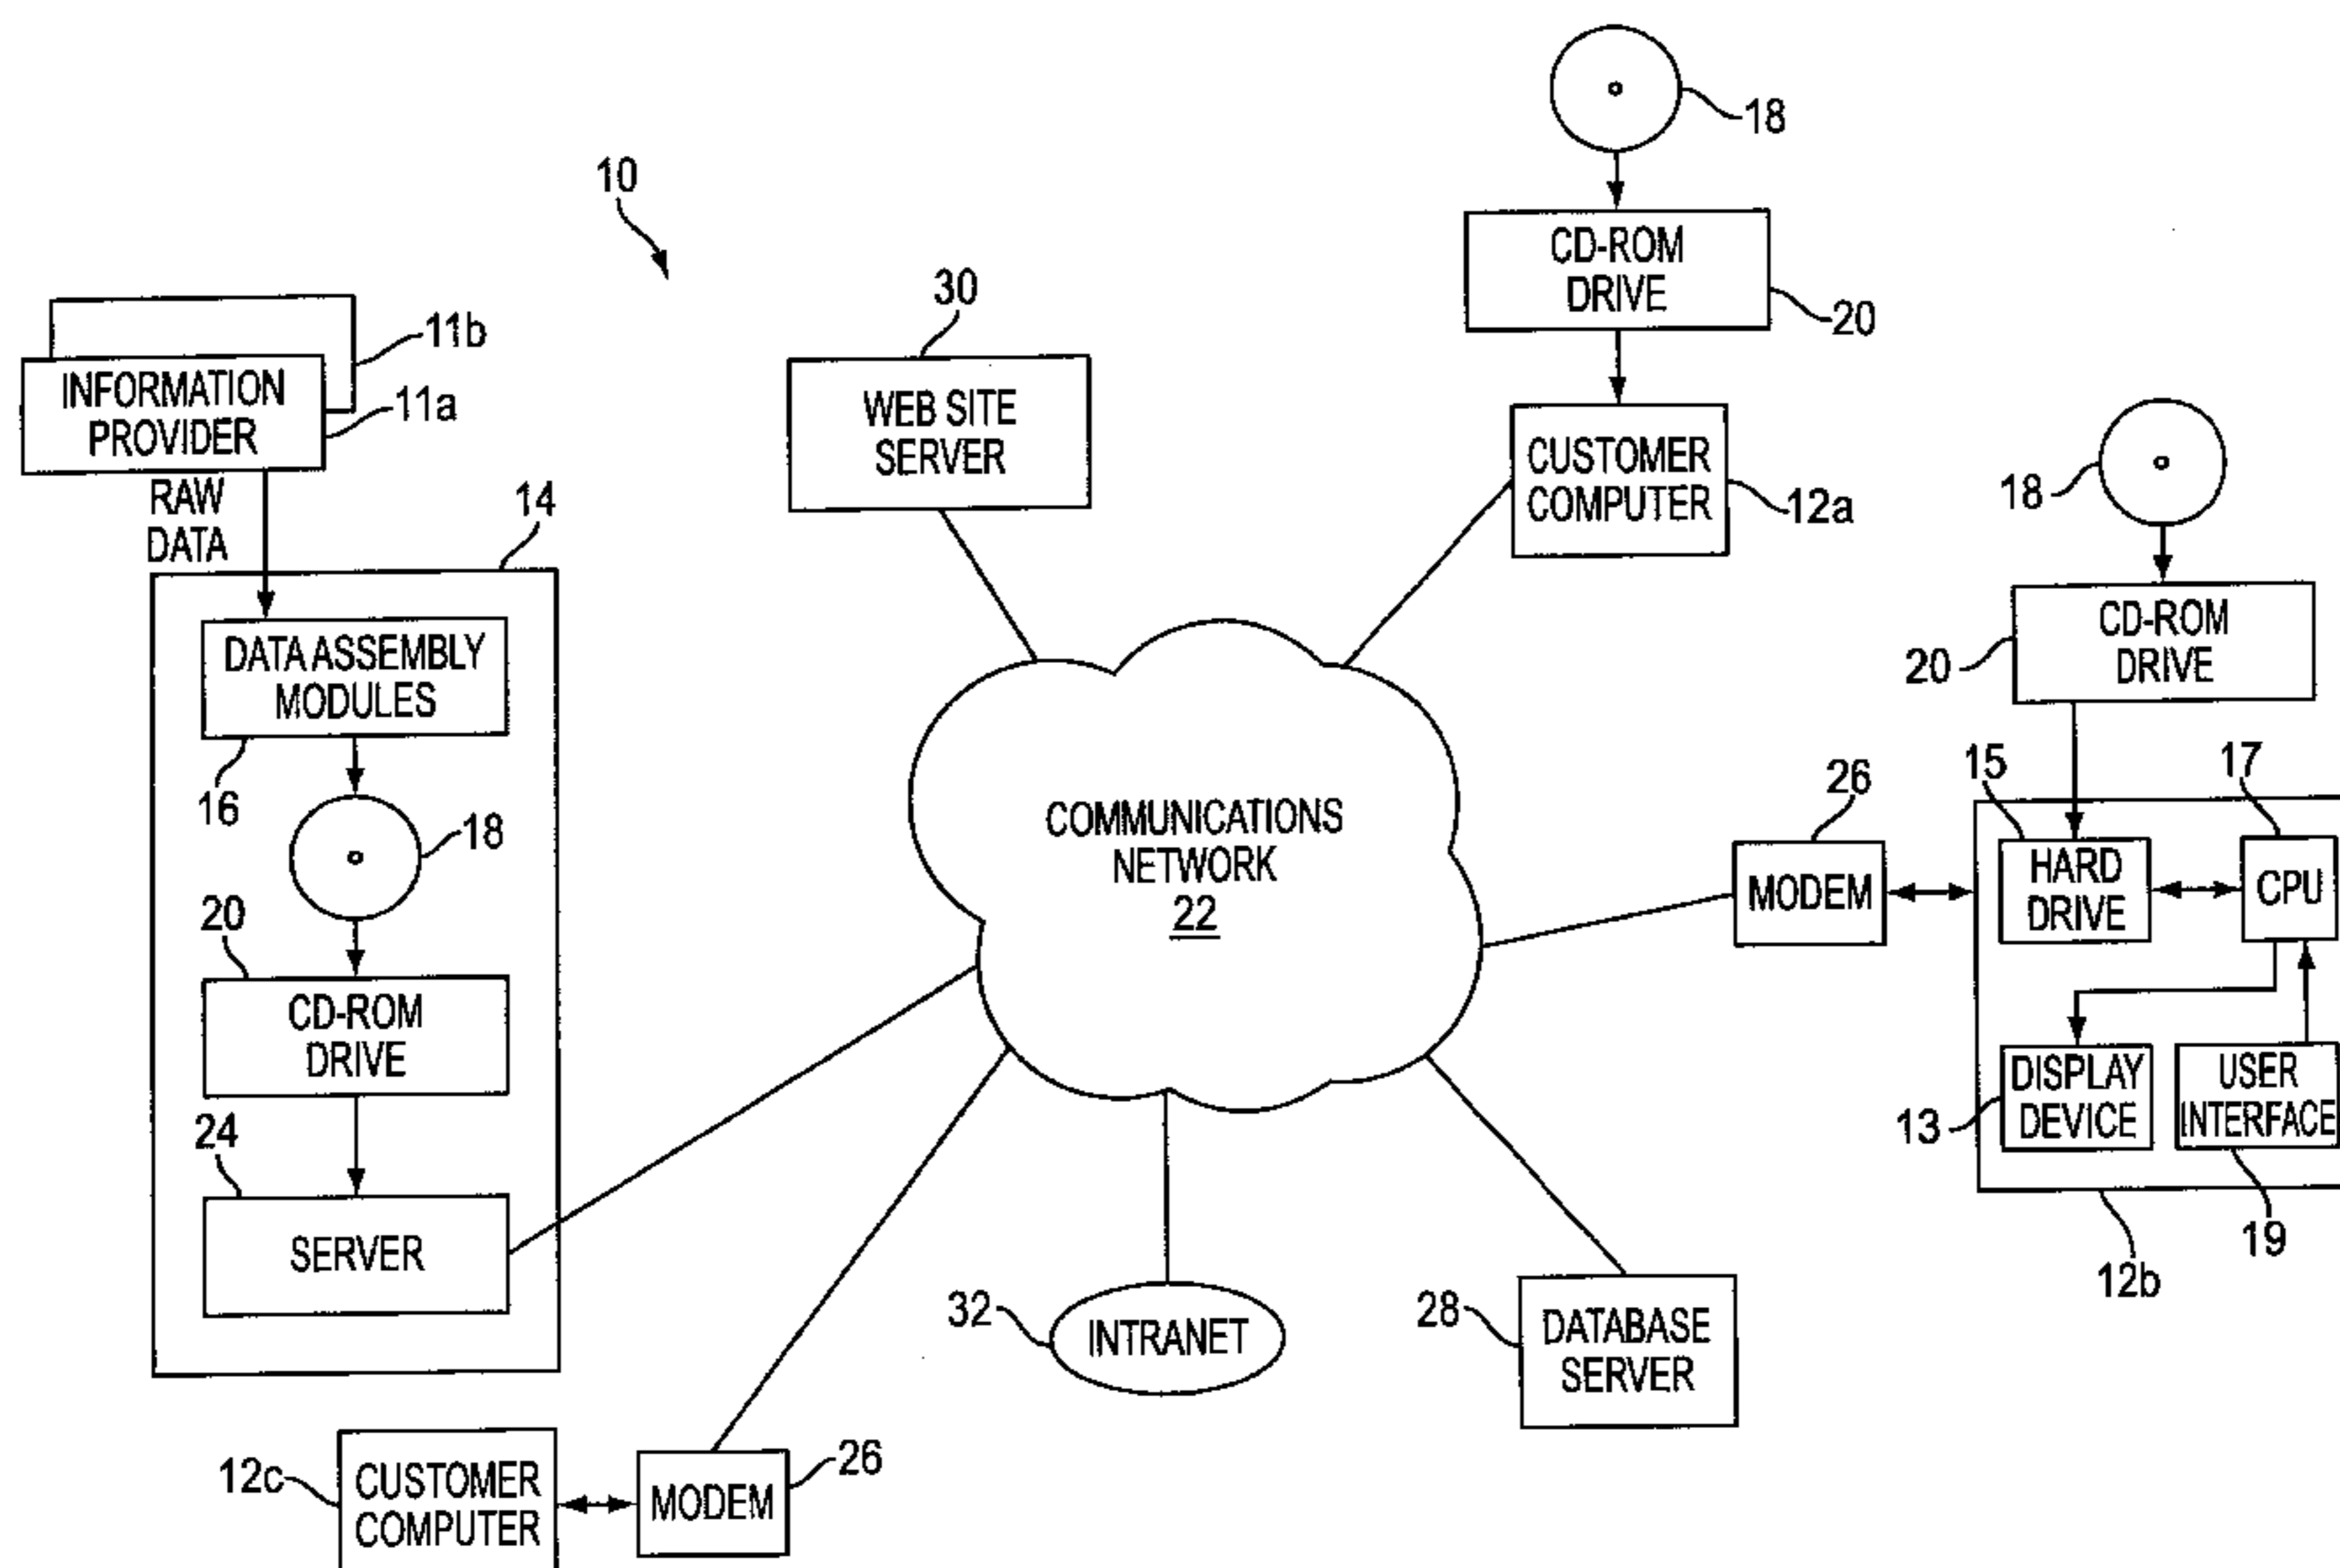 18
10
CD-ROM
DRIVE
20
30
11b
INFORMATION
PROVIDER
11a
WEB SITE
SERVER
CUSTOMER
COMPUTER
12a
18
RAW
DATA
14
DATA ASSEMBLY
MODULES
16
CD-ROM
DRIVE
20
18
20
CD-ROM
DRIVE
24
SERVER
COMMUNICATIONS
NETWORK
22
26
MODEM
15
17
HARD
DRIVE
CPU
DISPLAY
DEVICE
13
USER
INTERFACE
19
12b
32
INTRANET
28
DATABASE
SERVER
12c
CUSTOMER
COMPUTER
MODEM
26